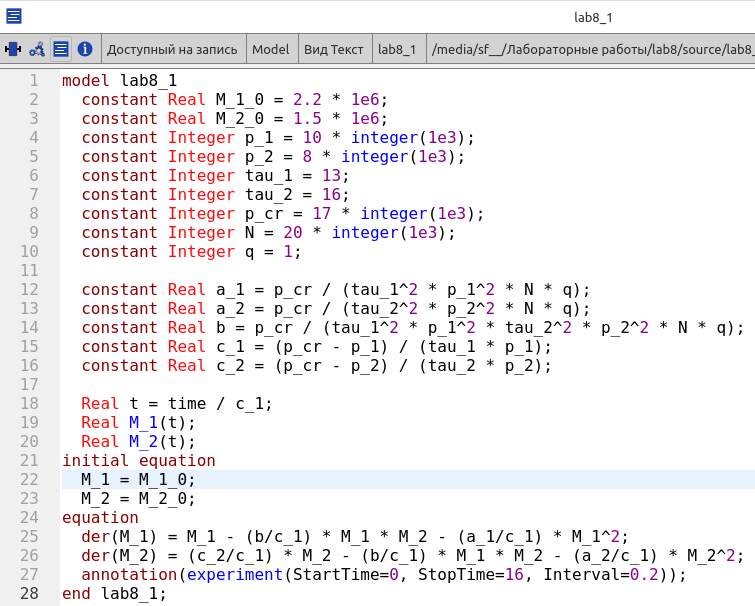 lab8_1
Доступный на запись Model Вид Текст lab8_1 /media/sf__/Лабораторные работы/lab8/source/lab8_
1 model lab8_1
2   constant Real M_1_0 = 2.2 * 1e6;
3   constant Real M_2_0 = 1.5 * 1e6;
4   constant Integer p_1 = 10 * integer(1e3);
5   constant Integer p_2 = 8 * integer(1e3);
6   constant Integer tau_1 = 13;
7   constant Integer tau_2 = 16;
8   constant Integer p_cr = 17 * integer(1e3);
9   constant Integer N = 20 * integer(1e3);
10   constant Integer q = 1;
11
12   constant Real a_1 = p_cr / (tau_1^2 * p_1^2 * N * q);
13   constant Real a_2 = p_cr / (tau_2^2 * p_2^2 * N * q);
14   constant Real b = p_cr / (tau_1^2 * p_1^2 * tau_2^2 * p_2^2 * N * q);
15   constant Real c_1 = (p_cr - p_1) / (tau_1 * p_1);
16   constant Real c_2 = (p_cr - p_2) / (tau_2 * p_2);
17
18   Real t = time / c_1;
19   Real M_1(t);
20   Real M_2(t);
21 initial equation
22   M_1 = M_1_0;
23   M_2 = M_2_0;
24 equation
25   der(M_1) = M_1 - (b/c_1) * M_1 * M_2 - (a_1/c_1) * M_1^2;
26   der(M_2) = (c_2/c_1) * M_2 - (b/c_1) * M_1 * M_2 - (a_2/c_1) * M_2^2;
27   annotation(experiment(StartTime=0, StopTime=16, Interval=0.2));
28 end lab8_1;